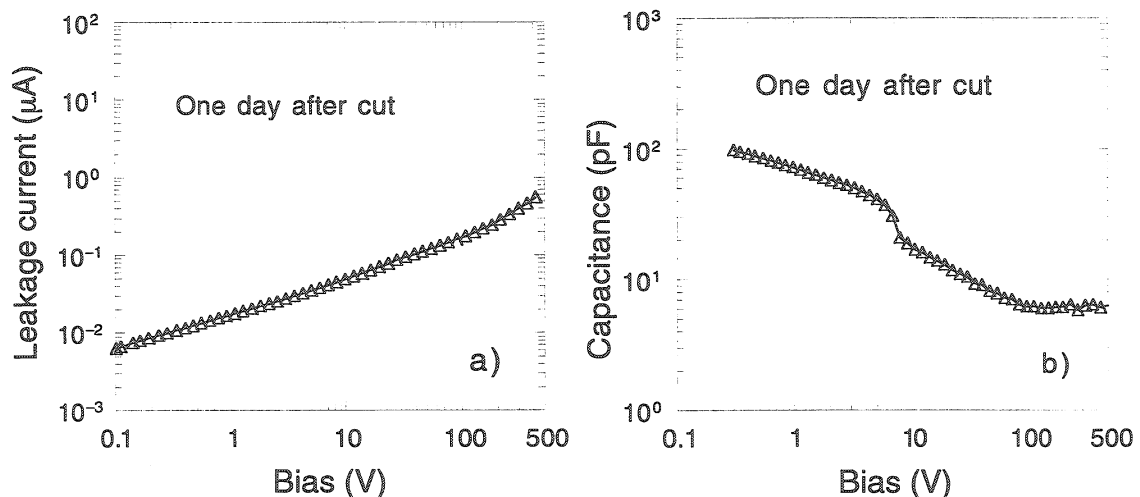 10²
10¹
10⁰
10⁻¹
10⁻²
10⁻³
Leakage current (µA)
One day after cut
a)
0.1 1 10 100 500
Bias (V)
10³
10²
10¹
10⁰
Capacitance (pF)
One day after cut
b)
0.1 1 10 100 500
Bias (V)